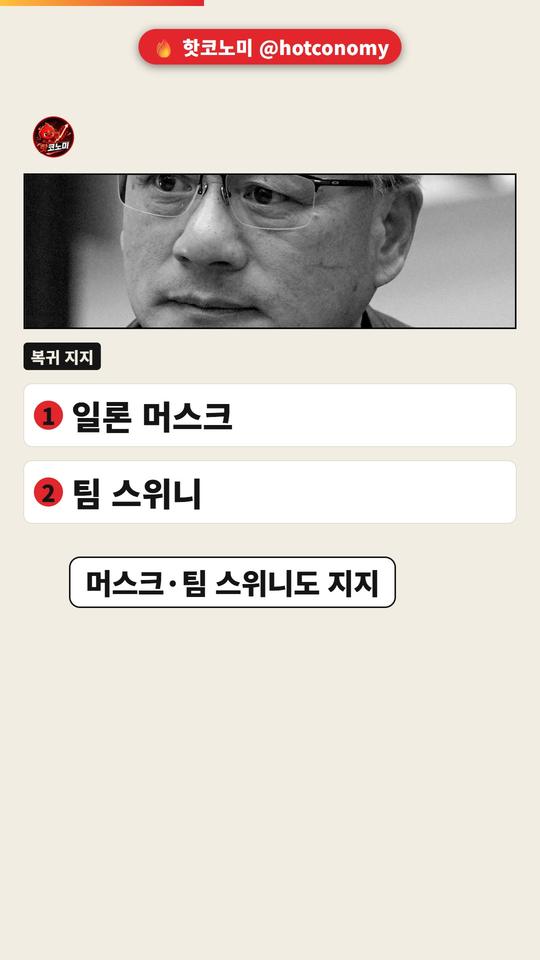 핫코노미 @hotconomy
핫코노미
복귀 지지
1 일론 머스크
2 팀 스위니
머스크·팀 스위니도 지지